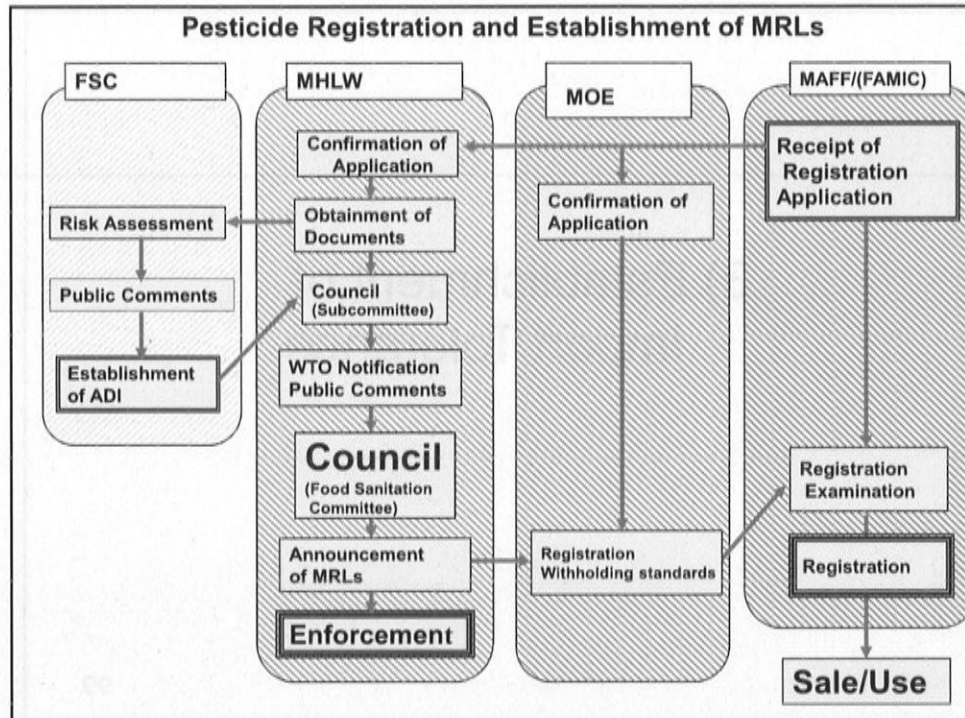 Pesticide Registration and Establishment of MRLs
FSC
Risk Assessment
Public Comments
Establishment
of ADI
MHLW
Confirmation of
Application
Obtainment of
Documents
Council
(Subcommittee)
WTO Notification
Public Comments
Council
(Food Sanitation
Committee)
Announcement
of MRLs
Enforcement
MOE
Confirmation of
Application
Registration
Withholding standards
MAFF/(FAMIC)
Receipt of
Registration
Application
Registration
Examination
Registration
Sale/Use